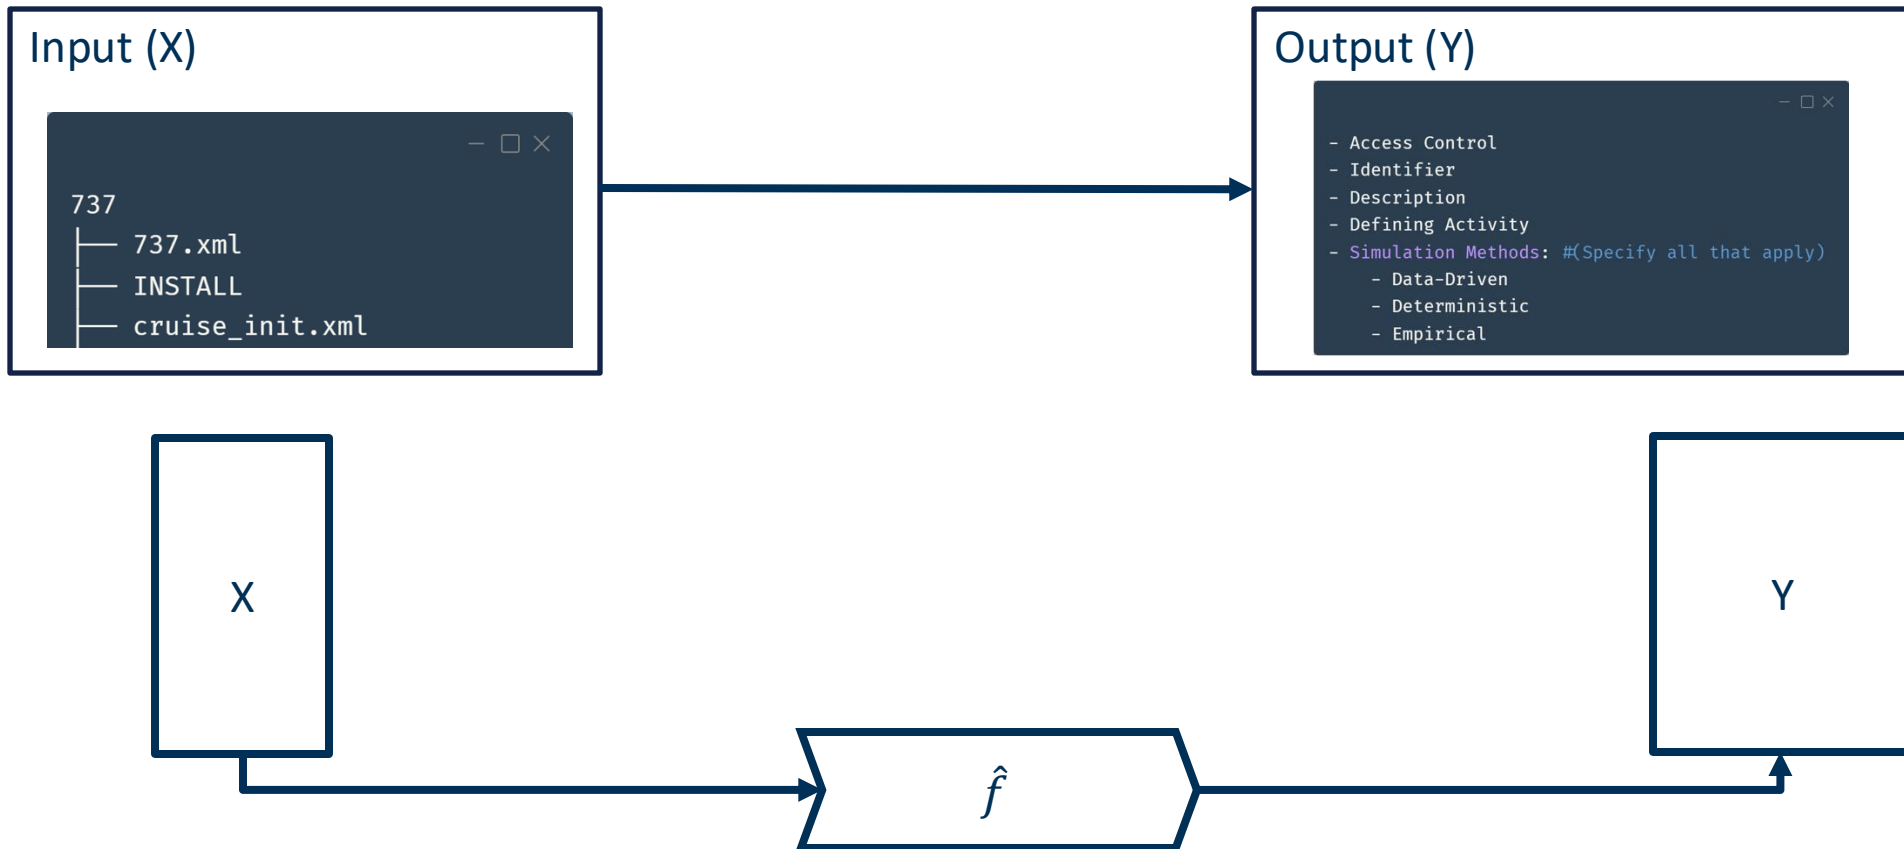 Input (X)
737
├── 737.xml
├── INSTALL
├── cruise_init.xml
Output (Y)
- Access Control
- Identifier
- Description
- Defining Activity
- Simulation Methods: #(Specify all that apply)
- Data-Driven
- Deterministic
- Empirical
X
Y
f̂